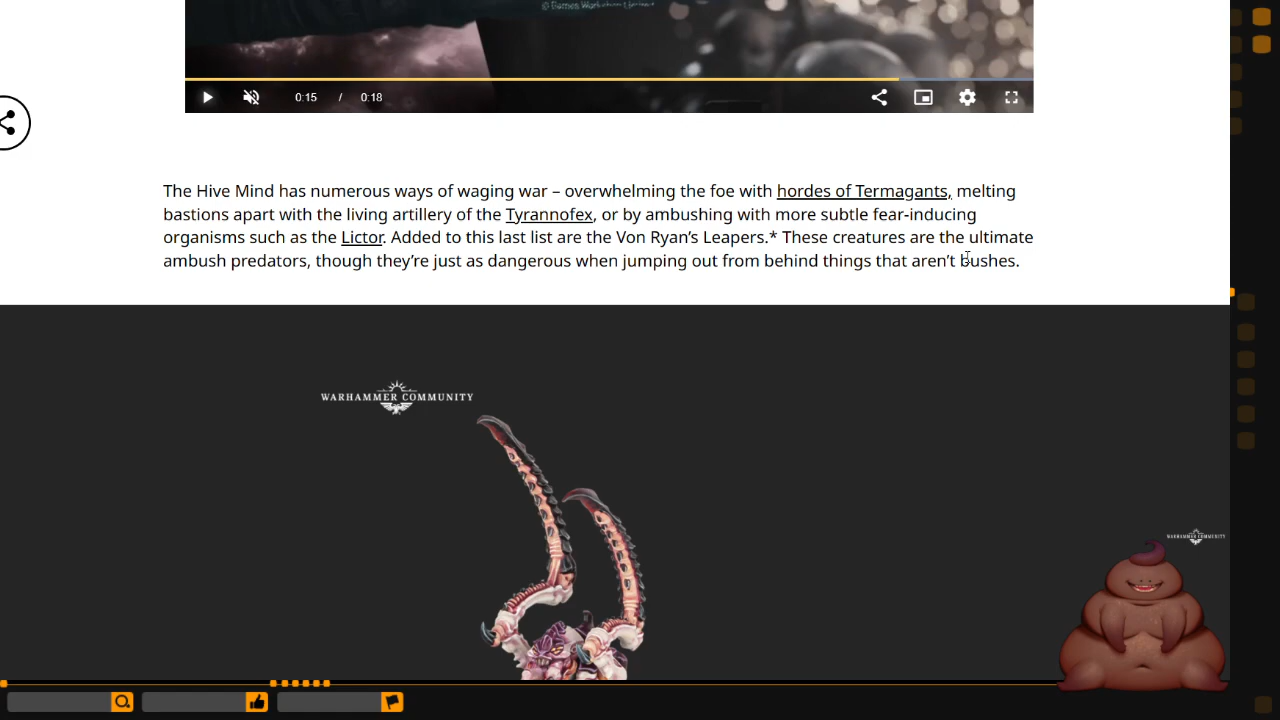 0:15 / 0:18
The Hive Mind has numerous ways of waging war – overwhelming the foe with hordes of Termagants, melting
bastions apart with the living artillery of the Tyrannofex, or by ambushing with more subtle fear-inducing
organisms such as the Lictor. Added to this last list are the Von Ryan’s Leapers.* These creatures are the ultimate
ambush predators, though they’re just as dangerous when jumping out from behind things that aren’t bushes.
WARHAMMER COMMUNITY
WARHAMMER COMMUNITY